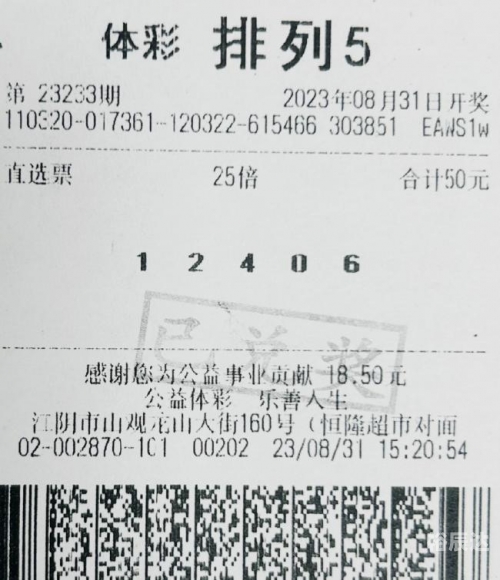 体彩 排列5
第 23233期 2023年08月31日开奖
110320-017361-120322-615466 303851 EAWS1w
直选票 25倍 合计50元
1 2 4 0 6
已兑奖
感谢您为公益事业贡献 18.50元
公益体彩 乐善人生
江阴市山观花山大街160号(恒隆超市对面
02-002870-101 00202 23/08/31 15:20:54